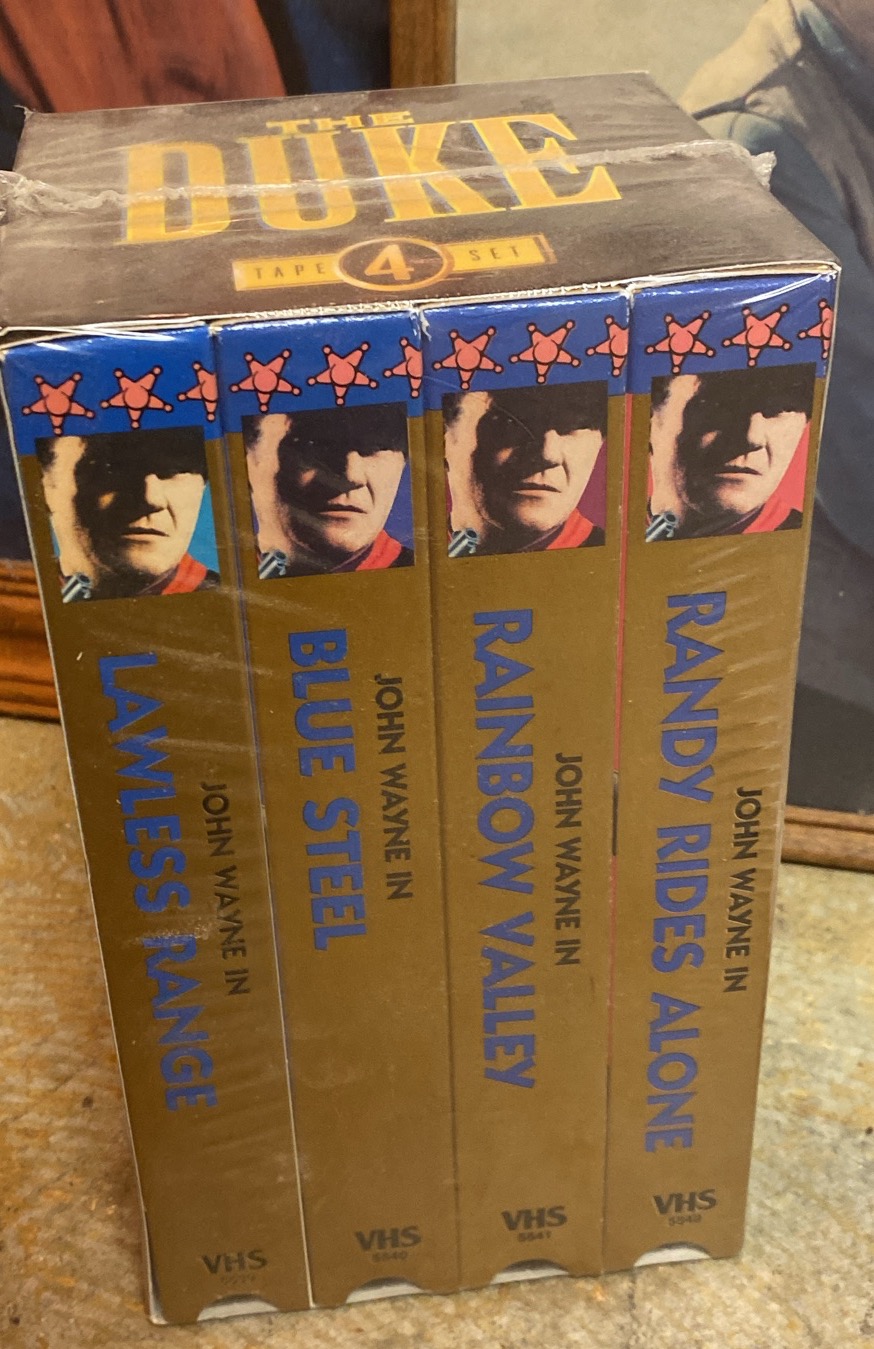 THE
DUKE
TAPE 4 SET
JOHN WAYNE IN
LAWLESS RANGE
VHS
JOHN WAYNE IN
BLUE STEEL
VHS
5540
JOHN WAYNE IN
RAINBOW VALLEY
VHS
5541
JOHN WAYNE IN
RANDY RIDES ALONE
VHS